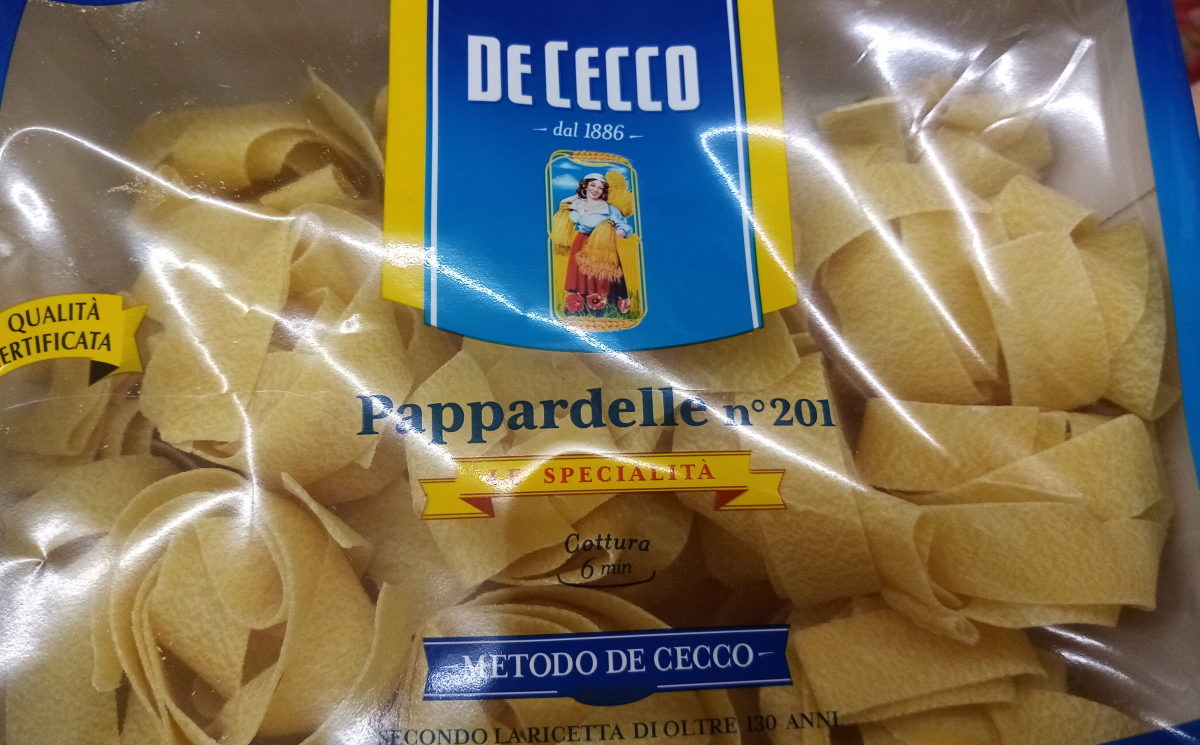 DE CECCO
dal 1886
QUALITÀ
ERTIFICATA
Pappardelle n°201
LE SPECIALITÀ
Cottura
6 min
METODO DE CECCO
SECONDO LA RICETTA DI OLTRE 130 ANNI